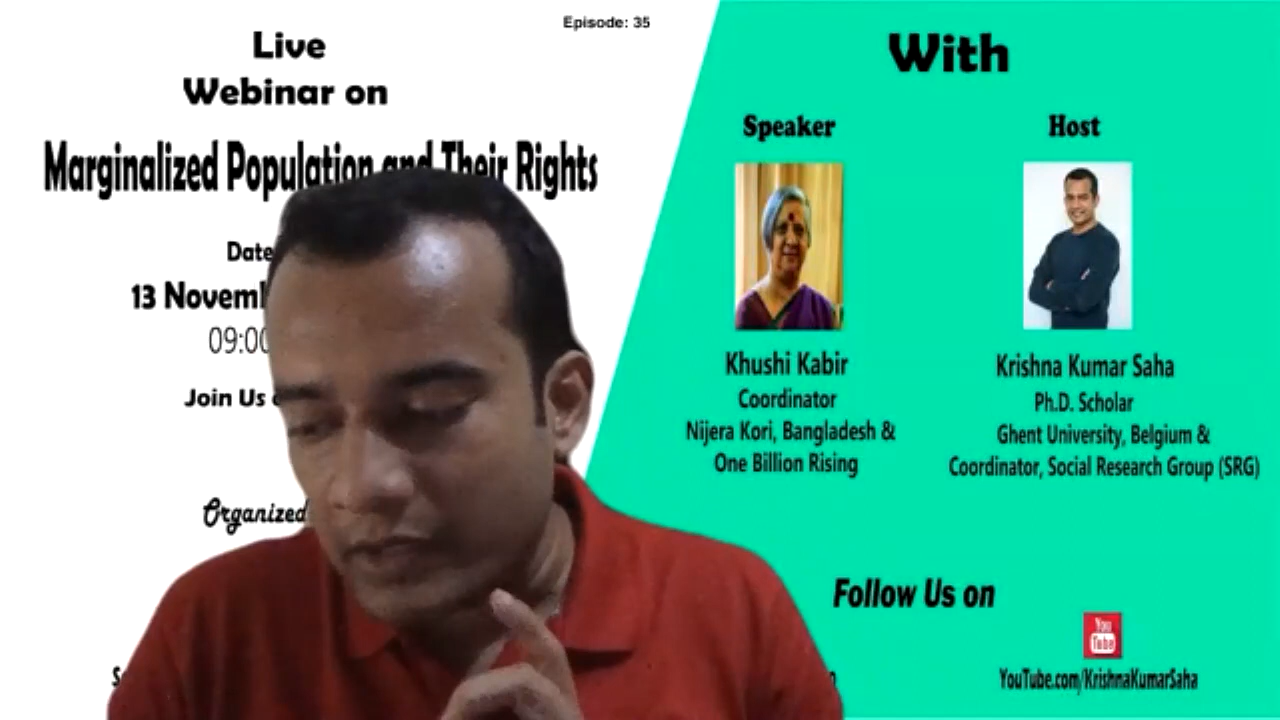 Episode: 35
Live
Webinar on
Marginalized Population and Their Rights
Date
13 Novem
09:00
Join Us
Organized
With
Speaker
Host
Khushi Kabir
Coordinator
Nijera Kori, Bangladesh &
One Billion Rising
Krishna Kumar Saha
Ph.D. Scholar
Ghent University, Belgium &
Coordinator, Social Research Group (SRG)
Follow Us on
You
Tube
YouTube.com/KrishnaKumarSaha